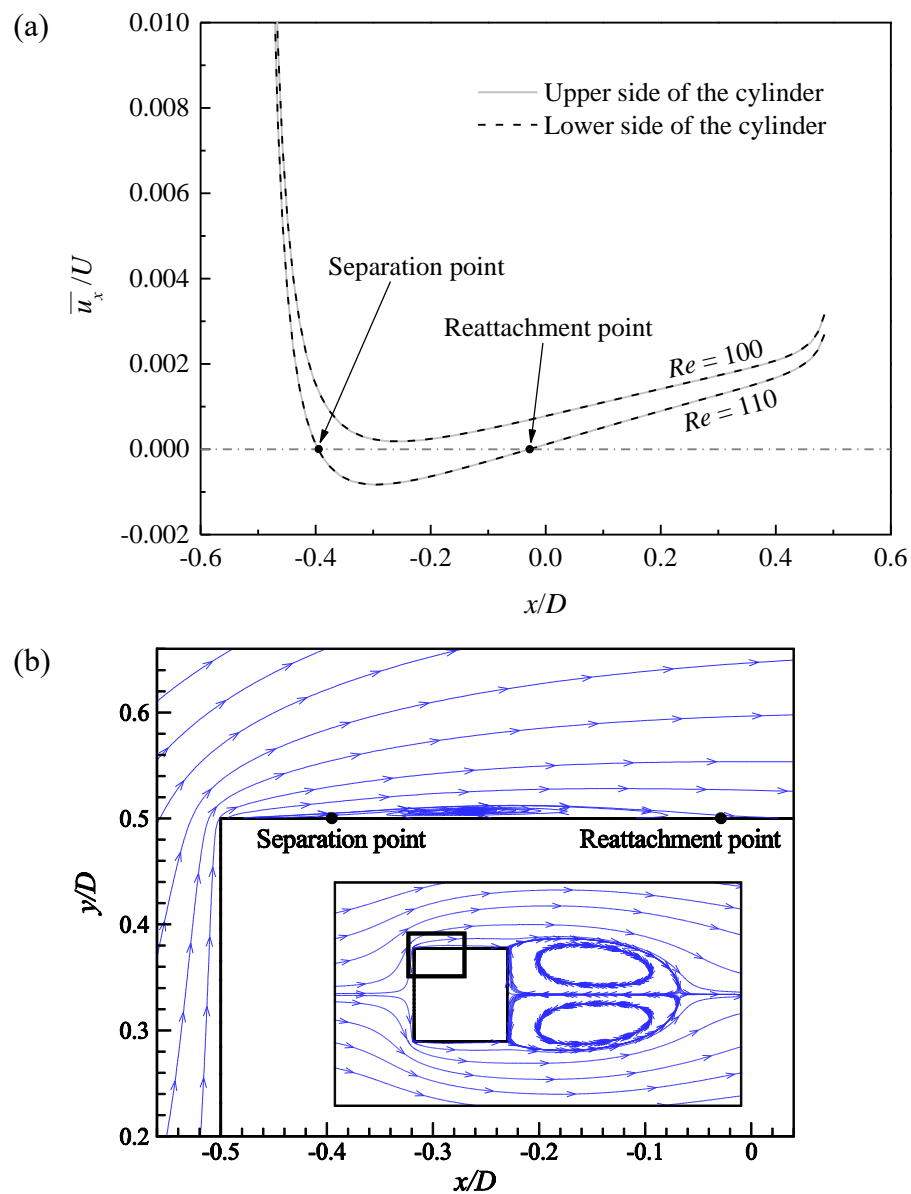 (a)
0.010
0.008
0.006
0.004
0.002
0.000
-0.002
u_x/U
Upper side of the cylinder
Lower side of the cylinder
Separation point
Reattachment point
Re = 100
Re = 110
-0.6 -0.4 -0.2 0.0 0.2 0.4 0.6
x/D
(b)
0.6
0.5
0.4
0.3
0.2
y/D
Separation point
Reattachment point
-0.5 -0.4 -0.3 -0.2 -0.1 0
x/D